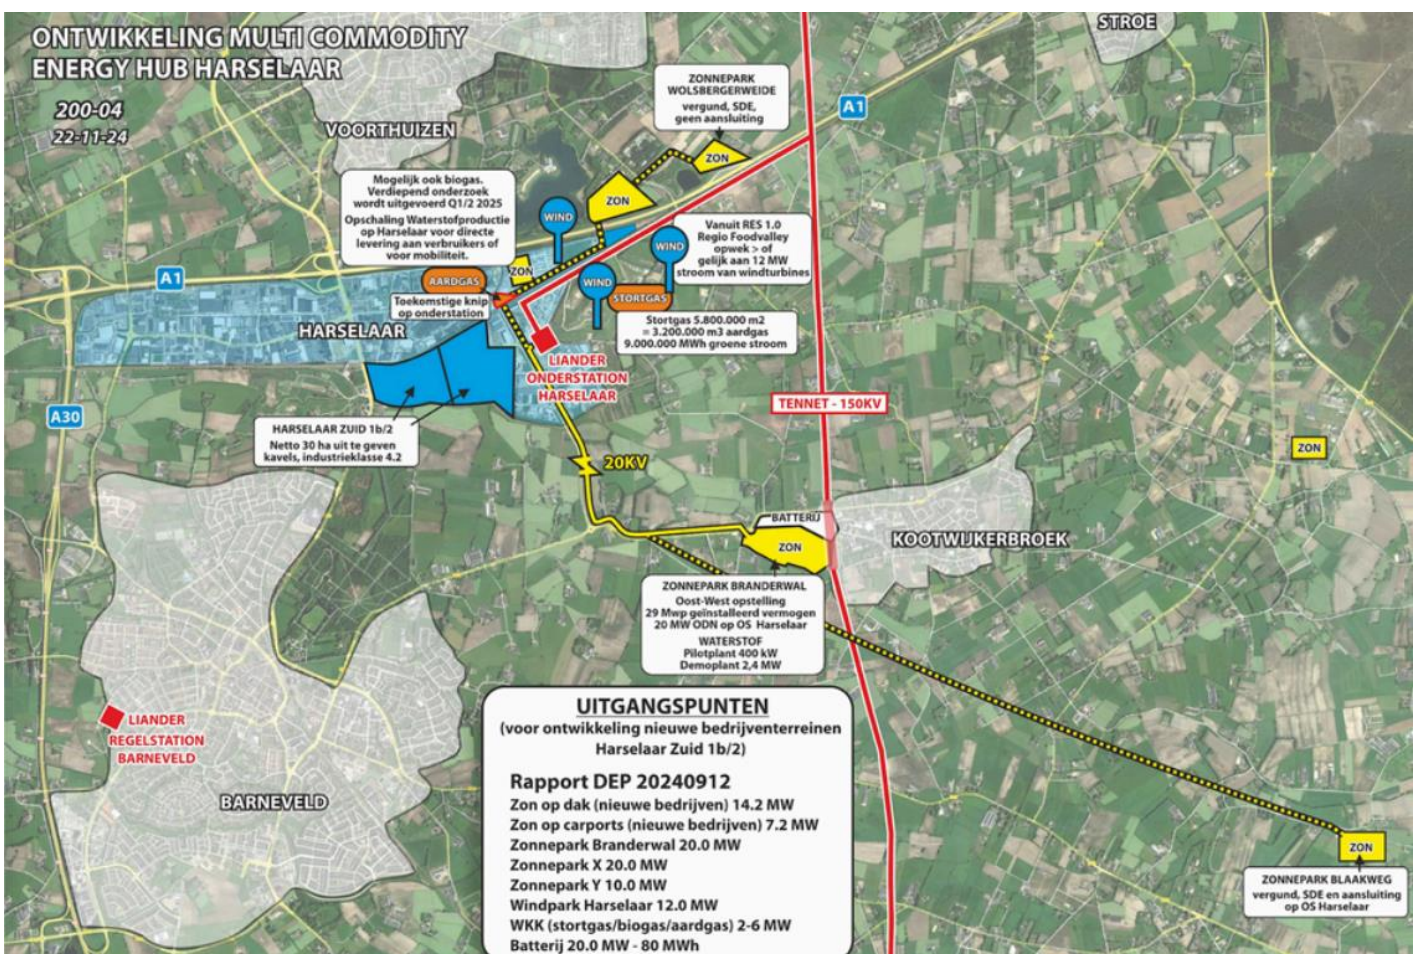 ONTWIKKELING MULTI COMMODITY
ENERGY HUB HARSELAAR
200-04
22-11-24
STROE
VOORTHUIZEN
ZONNEPARK
WOLSBERGERWEIDE
vergund, SDE,
geen aansluiting
A1
ZON
ZON
Mogelijk ook biogas.
Verdiepend onderzoek
wordt uitgevoerd Q1/2 2025
Opschaling Waterstofproductie
op Harselaar voor directe
levering aan verbruikers of
voor mobiliteit.
WIND
WIND
Vanuit RES 1.0
Regio Foodvalley
opwek > of
gelijk aan 12 MW
stroom van windturbines
A1
ZON
AARDGAS
WIND
STORTGAS
Toekomstige knip
op onderstation
HARSELAAR
Stortgas 5.800.000 m2
= 3.200.000 m3 aardgas
9.000.000 MWh groene stroom
LIANDER
ONDERSTATION
HARSELAAR
A30
TENNET - 150KV
HARSELAAR ZUID 1b/2
Netto 30 ha uit te geven
kavels, industrieklasse 4.2
ZON
20KV
BATTERIJ
ZON
KOOTWIJKERBROEK
ZONNEPARK BRANDERWAL
Oost-West opstelling
29 Mwp geïnstalleerd vermogen
20 MW ODN op OS Harselaar
WATERSTOF
Pilotplant 400 kW
Demoplant 2,4 MW
LIANDER
REGELSTATION
BARNEVELD
BARNEVELD
UITGANGSPUNTEN
(voor ontwikkeling nieuwe bedrijventerreinen
Harselaar Zuid 1b/2)
Rapport DEP 20240912
Zon op dak (nieuwe bedrijven) 14.2 MW
Zon op carports (nieuwe bedrijven) 7.2 MW
Zonnepark Branderwal 20.0 MW
Zonnepark X 20.0 MW
Zonnepark Y 10.0 MW
Windpark Harselaar 12.0 MW
WKK (stortgas/biogas/aardgas) 2-6 MW
Batterij 20.0 MW - 80 MWh
ZON
ZONNEPARK BLAAKWEG
vergund, SDE en aansluiting
op OS Harselaar